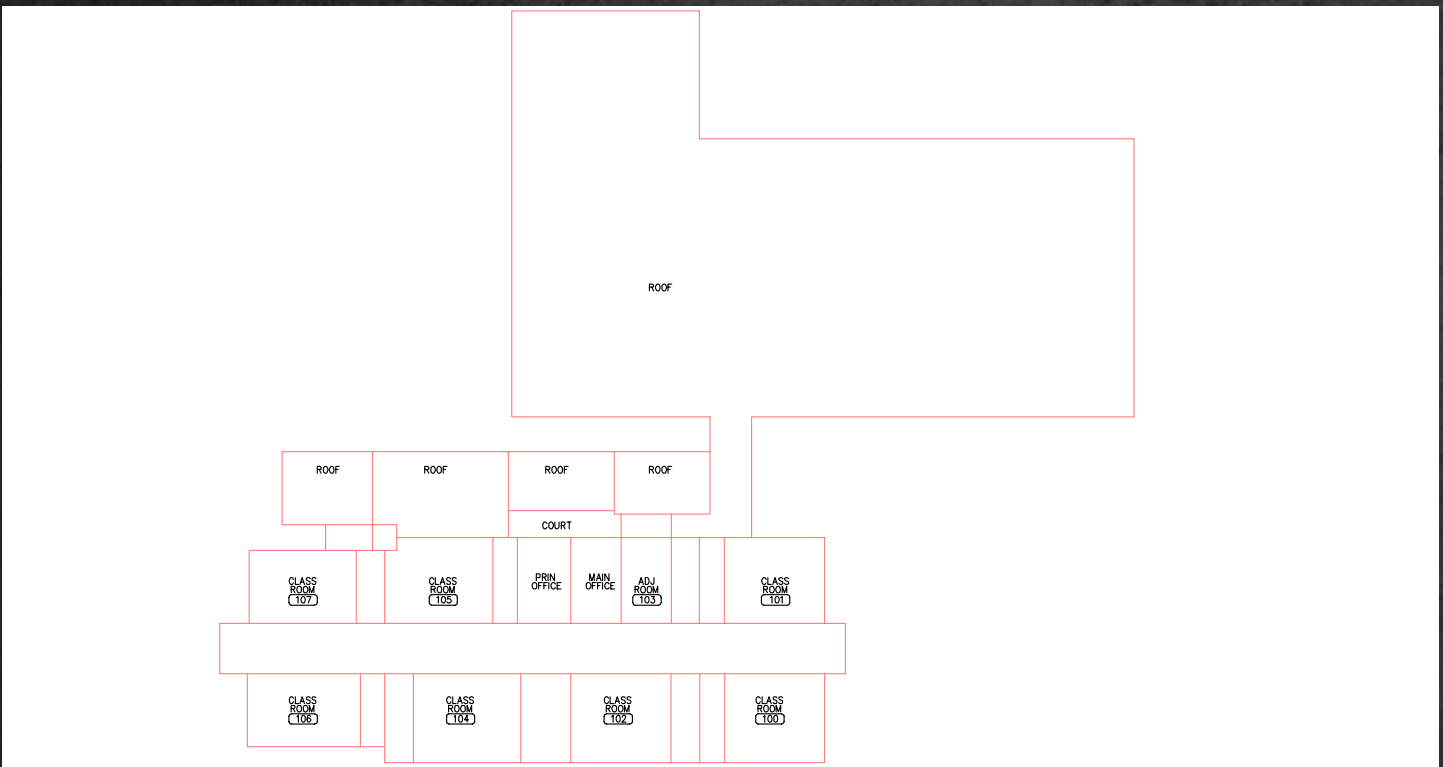 ROOF
ROOF
ROOF
ROOF
ROOF
COURT
CLASS
ROOM
107
CLASS
ROOM
105
PRIN
OFFICE
MAIN
OFFICE
ADJ
ROOM
103
CLASS
ROOM
101
CLASS
ROOM
106
CLASS
ROOM
104
CLASS
ROOM
102
CLASS
ROOM
100